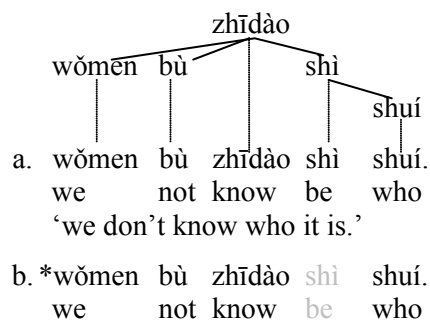 zhīdào
wǒmen bù shì
shuí
a. wǒmen bù zhīdào shì shuí.
we not know be who
‘we don’t know who it is.’
b. *wǒmen bù zhīdào shì shuí.
we not know be who